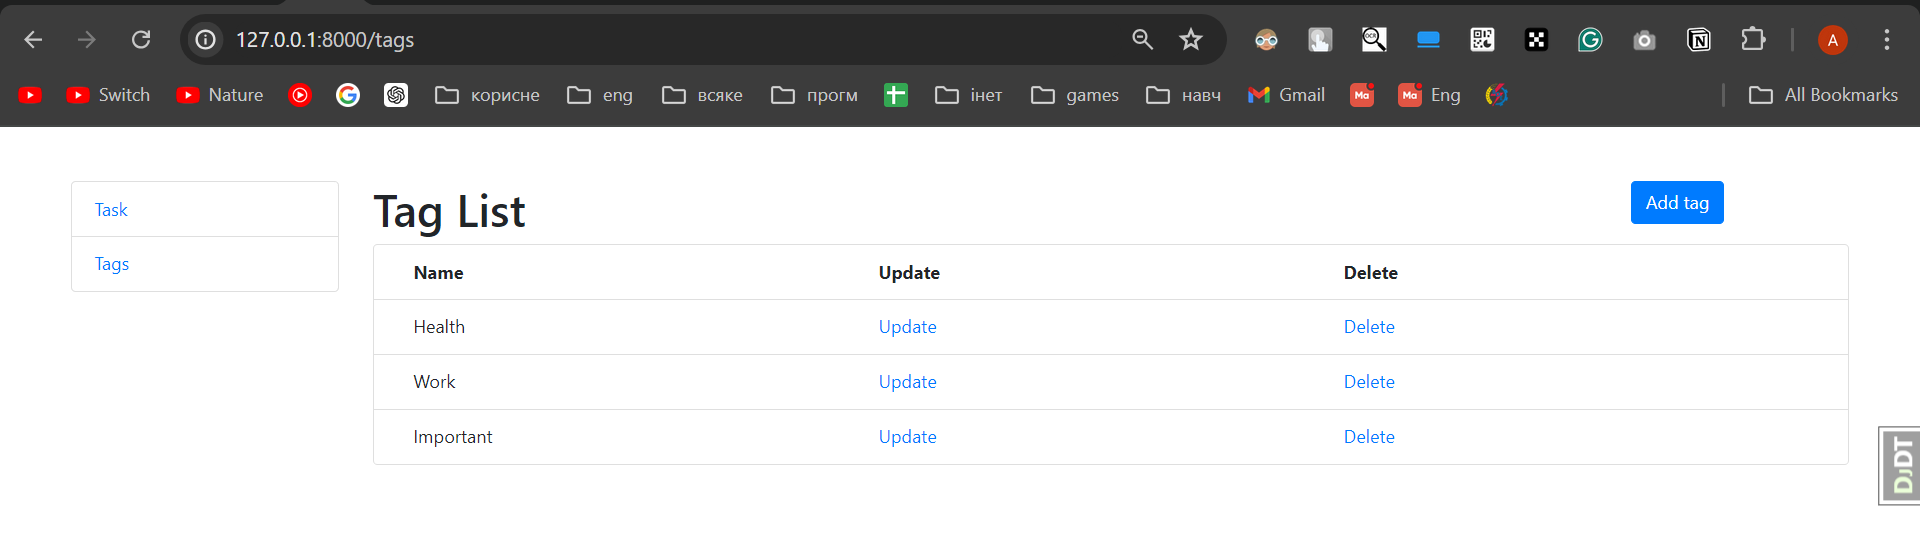 127.0.0.1:8000/tags
A
Switch Nature корисне eng всяке прогм інет games навч Gmail Ma Ma Eng All Bookmarks
Task
Tags
Tag List
Add tag
Name Update Delete
Health Update Delete
Work Update Delete
Important Update Delete
DJDT